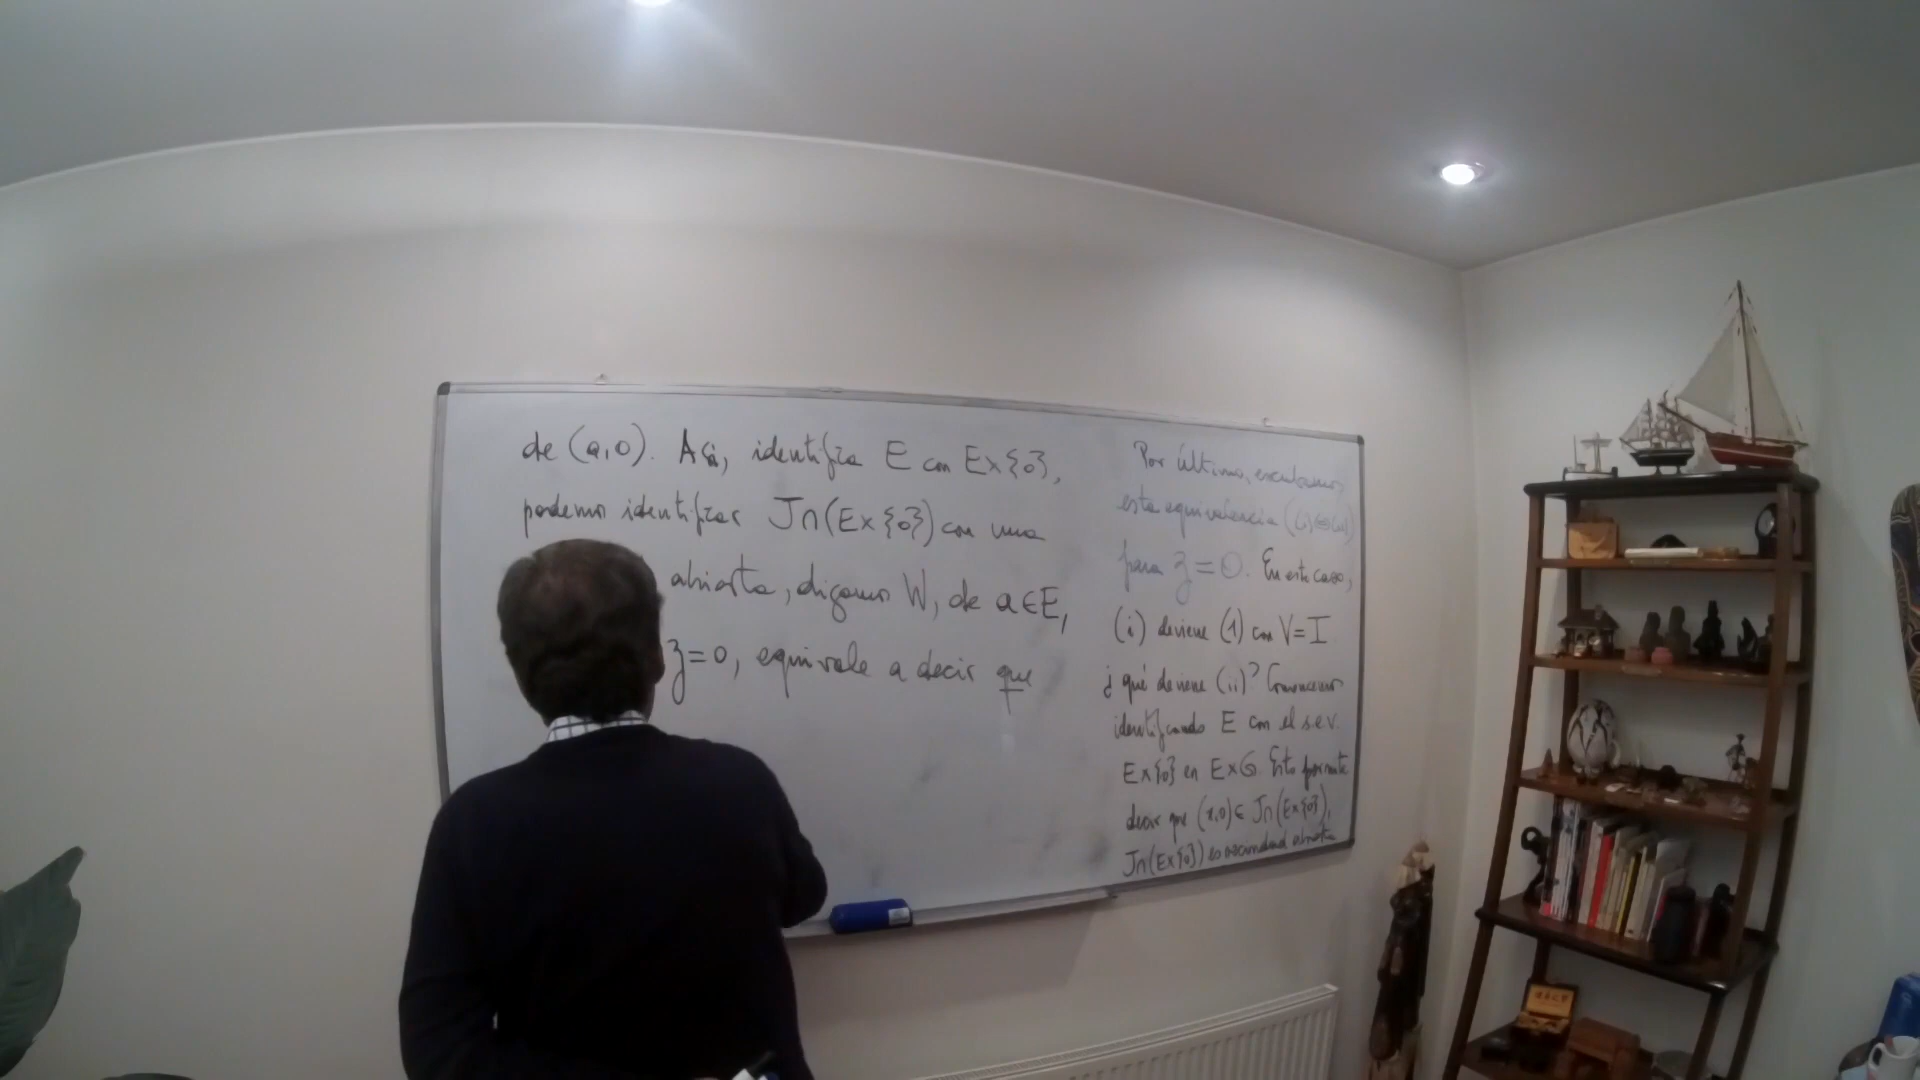 Por último, escribamos
esta equivalencia ((i)⇔(ii))
para z = 0. En este caso,
(i) deviene (1) con V = I
¿ qué deviene (ii)? Comencemos
identificando E con el s.e.v.
E×{0} en E×G. Esto permite
decir que (x,0) ∈ J∩(E×{0}),
J∩(E×{0}) es vecindad abierta
de (a,0). Así, identifica E con E×{0},
podemos identificar J∩(E×{0}) con una
abierta, digamos W, de a∈E,
z=0, equivale a decir que